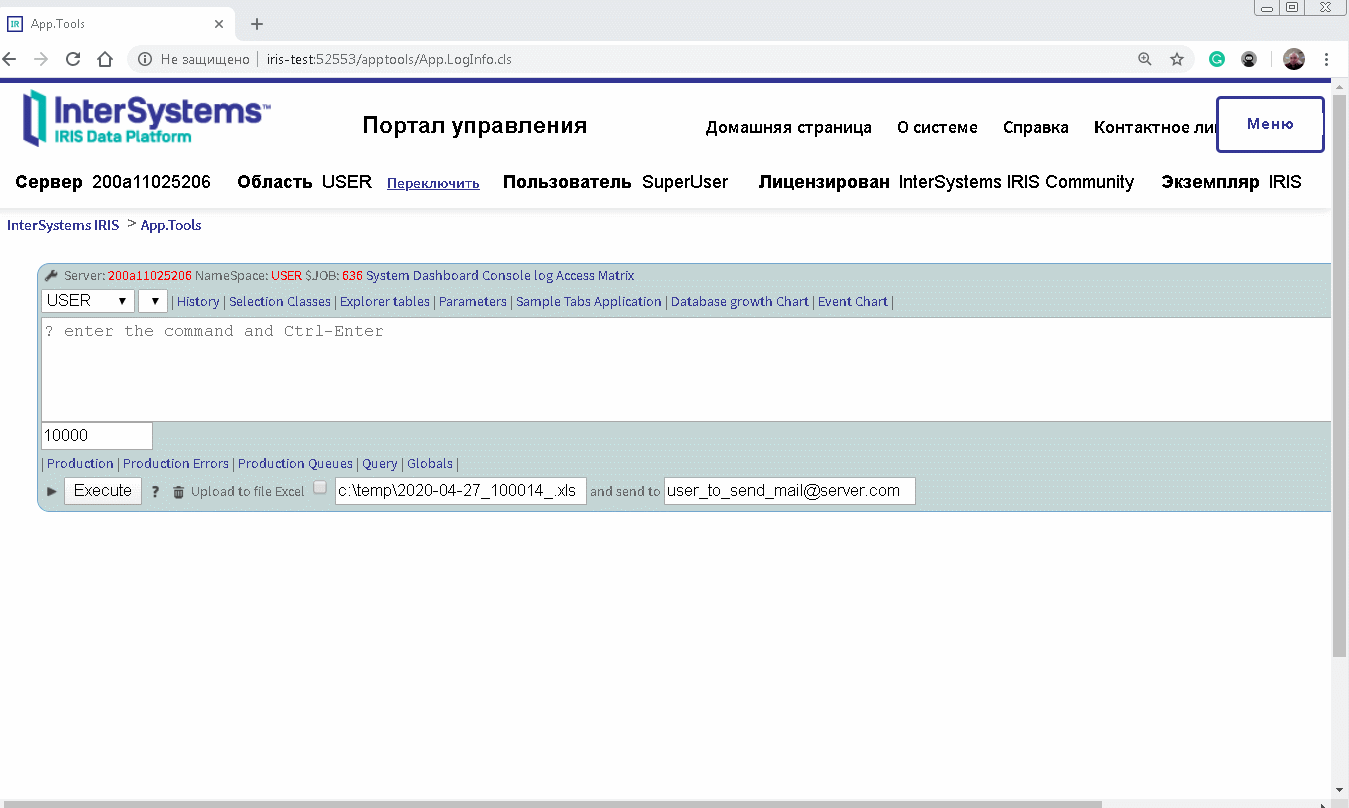 App.Tools
Не защищено iris-test:52553/apptools/App.LogInfo.cls
InterSystems™
IRIS Data Platform
Портал управления
Домашняя страница О системе Справка Контактное ли
Меню
Сервер 200a11025206 Область USER Переключить Пользователь SuperUser Лицензирован InterSystems IRIS Community Экземпляр IRIS
InterSystems IRIS > App.Tools
Server: 200a11025206 NameSpace: USER $JOB: 636 System Dashboard Console log Access Matrix
USER | History | Selection Classes | Explorer tables | Parameters | Sample Tabs Application | Database growth Chart | Event Chart |
? enter the command and Ctrl-Enter
10000
| Production | Production Errors | Production Queues | Query | Globals |
Execute ? Upload to file Excel c:\temp\2020-04-27_100014_.xls and send to user_to_send_mail@server.com